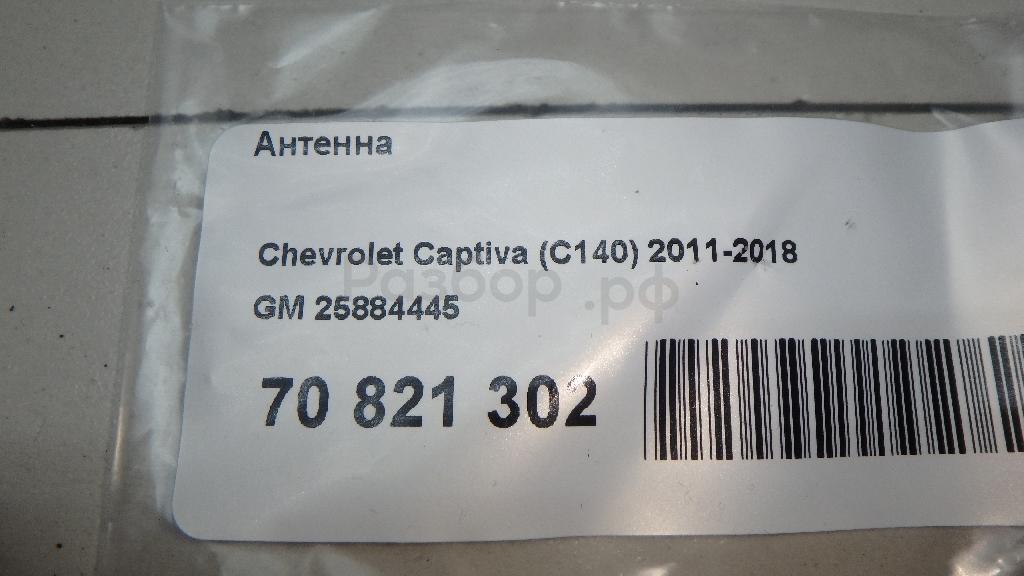 Антенна
Chevrolet Captiva (C140) 2011-2018
Разбор.рф
GM 25884445
70 821 302